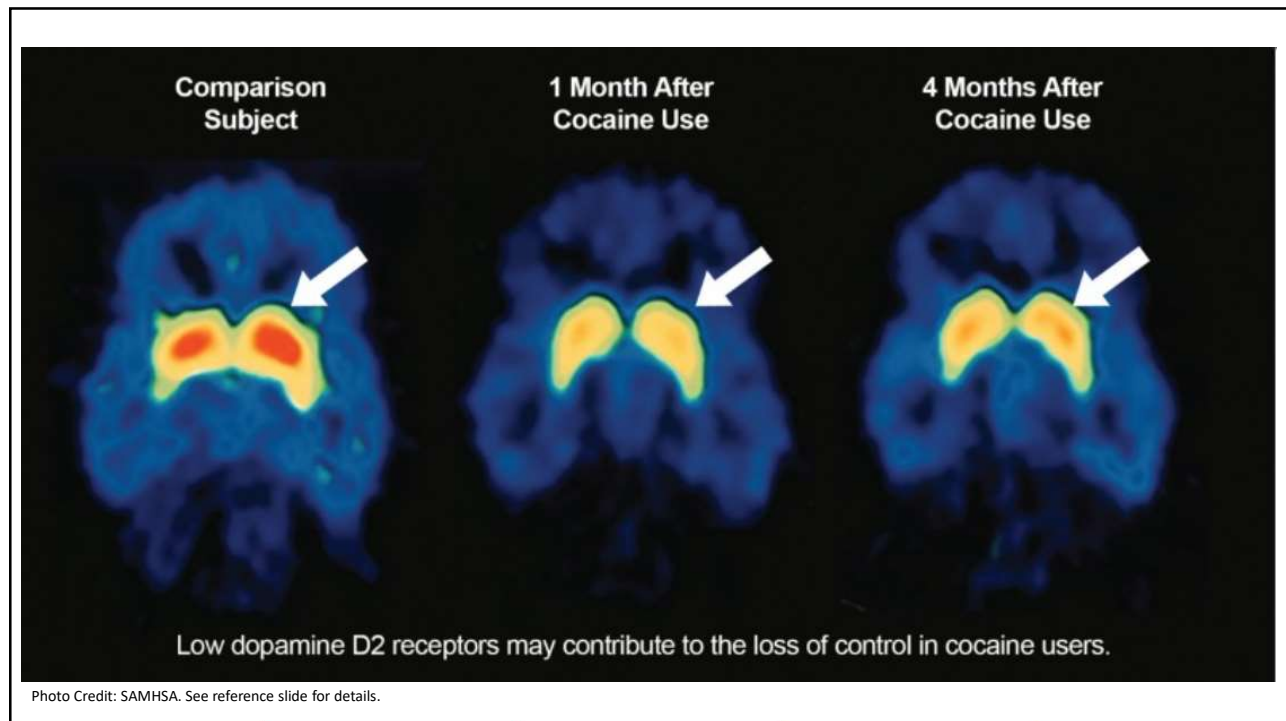 Comparison
Subject
1 Month After
Cocaine Use
4 Months After
Cocaine Use
Low dopamine D2 receptors may contribute to the loss of control in cocaine users.
Photo Credit: SAMHSA. See reference slide for details.